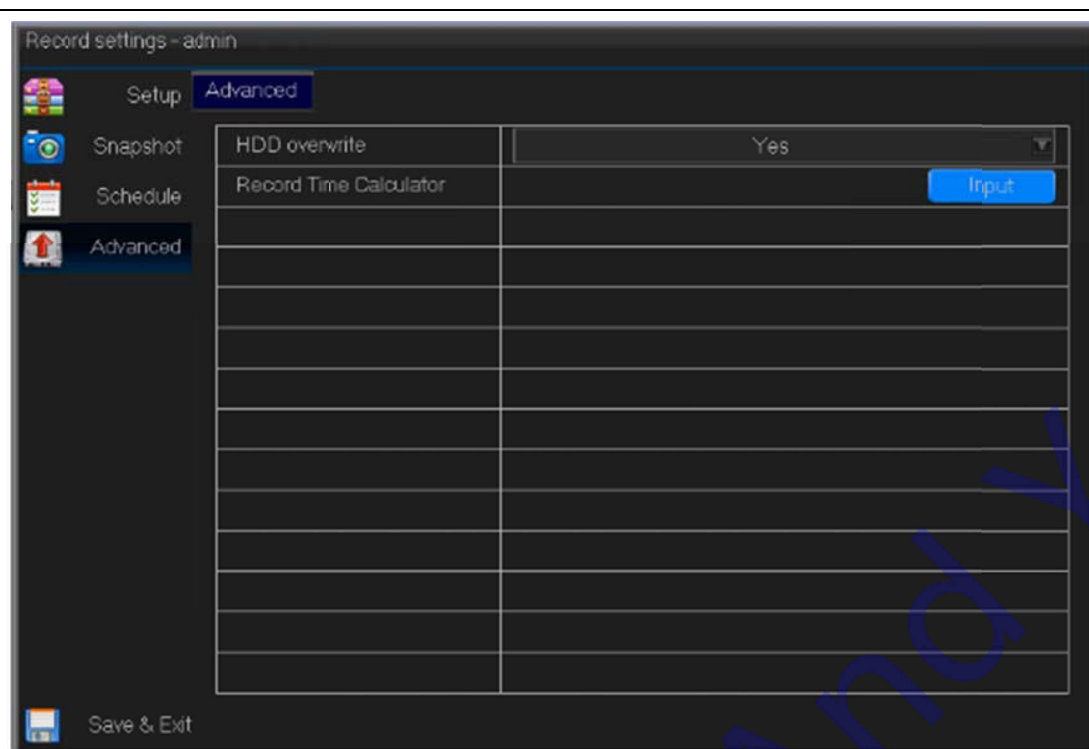 Record settings - admin
Setup
Advanced
Snapshot
HDD overwrite
Yes
Schedule
Record Time Calculator
Input
Advanced
Save & Exit